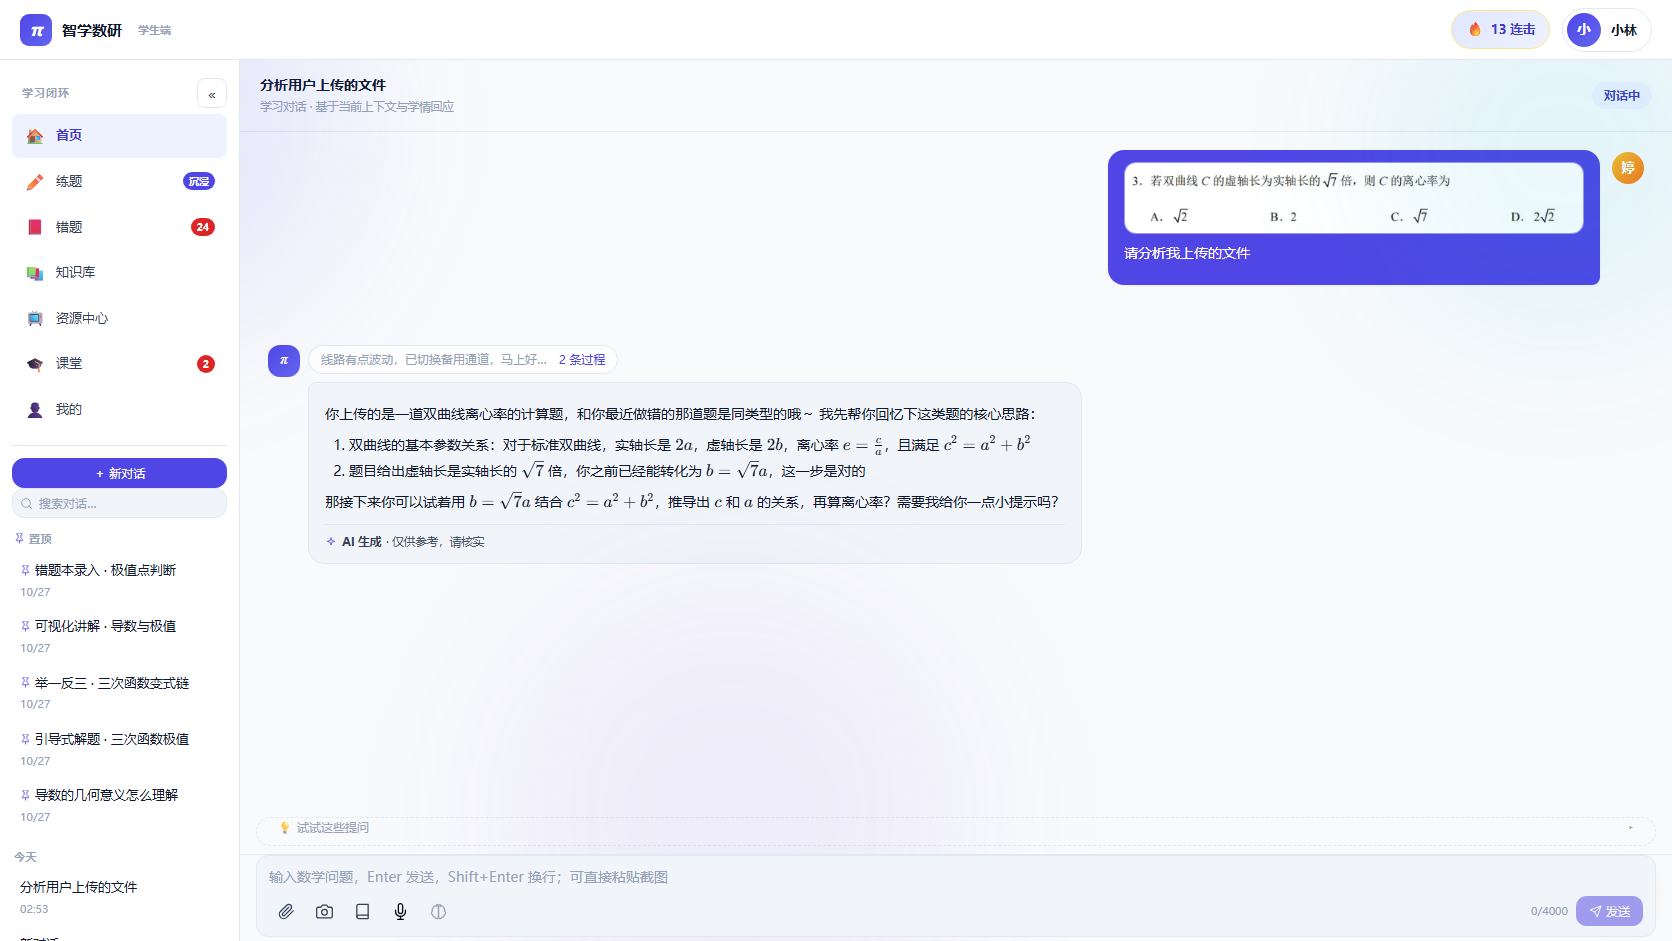 π 智学数研 学生端
13 连击
小 小林
学习闭环
«
首页
练题 沉浸
错题 24
知识库
资源中心
课堂 2
我的
+ 新对话
搜索对话...
置顶
错题本录入 · 极值点判断
10/27
可视化讲解 · 导数与极值
10/27
举一反三 · 三次函数变式链
10/27
引导式解题 · 三次函数极值
10/27
导数的几何意义怎么理解
10/27
今天
分析用户上传的文件
02:53
新对话
分析用户上传的文件
学习对话 · 基于当前上下文与学情回应
对话中
婷
3. 若双曲线 C 的虚轴长为实轴长的 √7 倍，则 C 的离心率为
A. √2 B. 2 C. √7 D. 2√2
请分析我上传的文件
π
线路有点波动，已切换备用通道，马上好... 2 条过程
你上传的是一道双曲线离心率的计算题，和你最近做错的那道题是同类型的哦～ 我先帮你回忆下这类题的核心思路：
1. 双曲线的基本参数关系：对于标准双曲线，实轴长是 2a，虚轴长是 2b，离心率 e = c/a，且满足 c² = a² + b²
2. 题目给出虚轴长是实轴长的 √7 倍，你之前已经能转化为 b = √7a，这一步是对的
那接下来你可以试着用 b = √7a 结合 c² = a² + b²，推导出 c 和 a 的关系，再算离心率？需要我给你一点小提示吗？
AI 生成 · 仅供参考，请核实
试试这些提问
输入数学问题，Enter 发送，Shift+Enter 换行；可直接粘贴截图
0/4000 发送